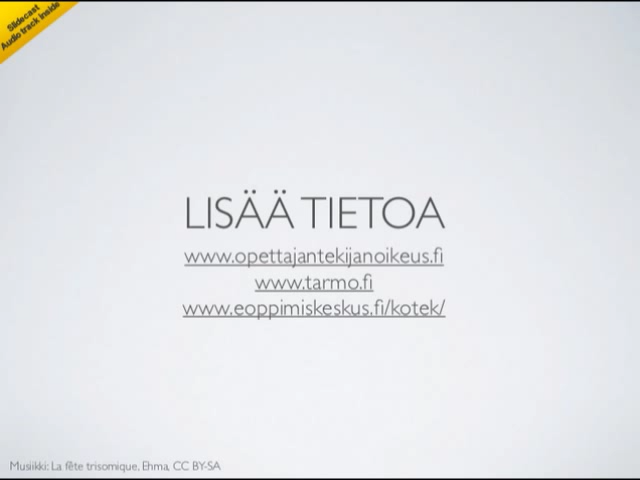 Slidecast
Audio track inside
LISÄÄ TIETOA
www.opettajantekijanoikeus.fi
www.tarmo.fi
www.eoppimiskeskus.fi/kotek/
Musiikki: La fête trisomique, Ehma, CC BY-SA